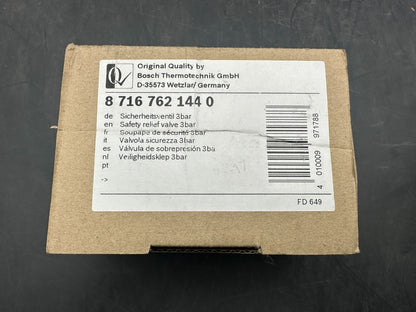 Original Quality by
Bosch Thermotechnik GmbH
D-35573 Wetzlar/ Germany
8 716 762 144 0
de Sicherheitsventil 3bar
en Safety relief valve 3bar
fr Soupape de sécurité 3bar
it Valvola sicurezza 3bar
es Válvula de sobrepresión 3bar
nl Veiligheidsklep 3bar
pt
->
4 010009 971788
FD 649